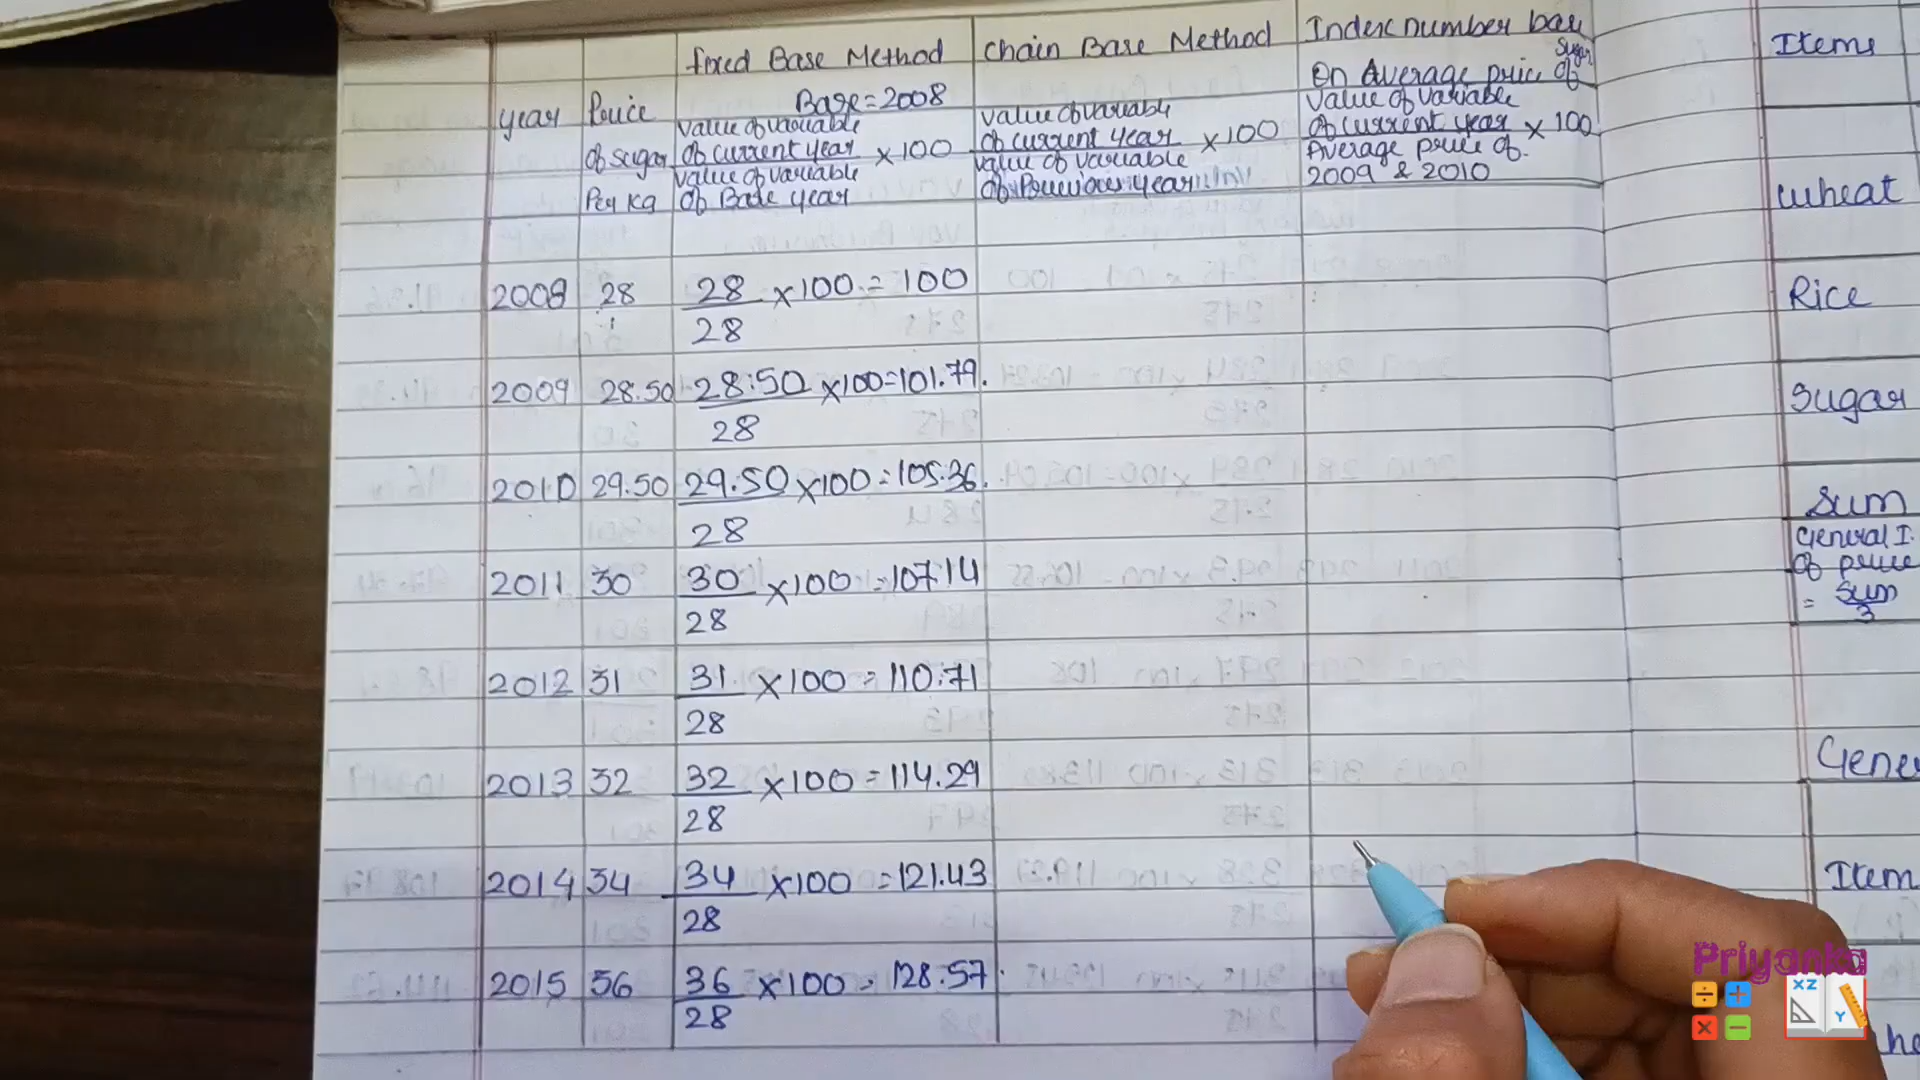 fixed Base Method
Chain Base Method
Index number base
On Average price of Sugar
year
Price
of sugar
Per Kg
Base=2008
value of variable
of current year ×100
value of variable
of Base year
value of variable
of current year ×100
value of variable
of Previous year
value of variable
of current year ×100
Average price of
2009 & 2010
2008 28 28 ×100 = 100
28
2009 28.50 28.50 ×100=101.79
28
2010 29.50 29.50 ×100=105.36
28
2011 30 30 ×100 =107.14
28
2012 31 31 ×100 = 110.71
28
2013 32 32 ×100 = 114.29
28
2014 34 34 ×100 =121.43
28
2015 36 36 ×100 = 128.57
28
Items
Wheat
Rice
Sugar
Sum
General I.
of price
= Sum
3
Gene
Item
Priyanka
XZ
Y